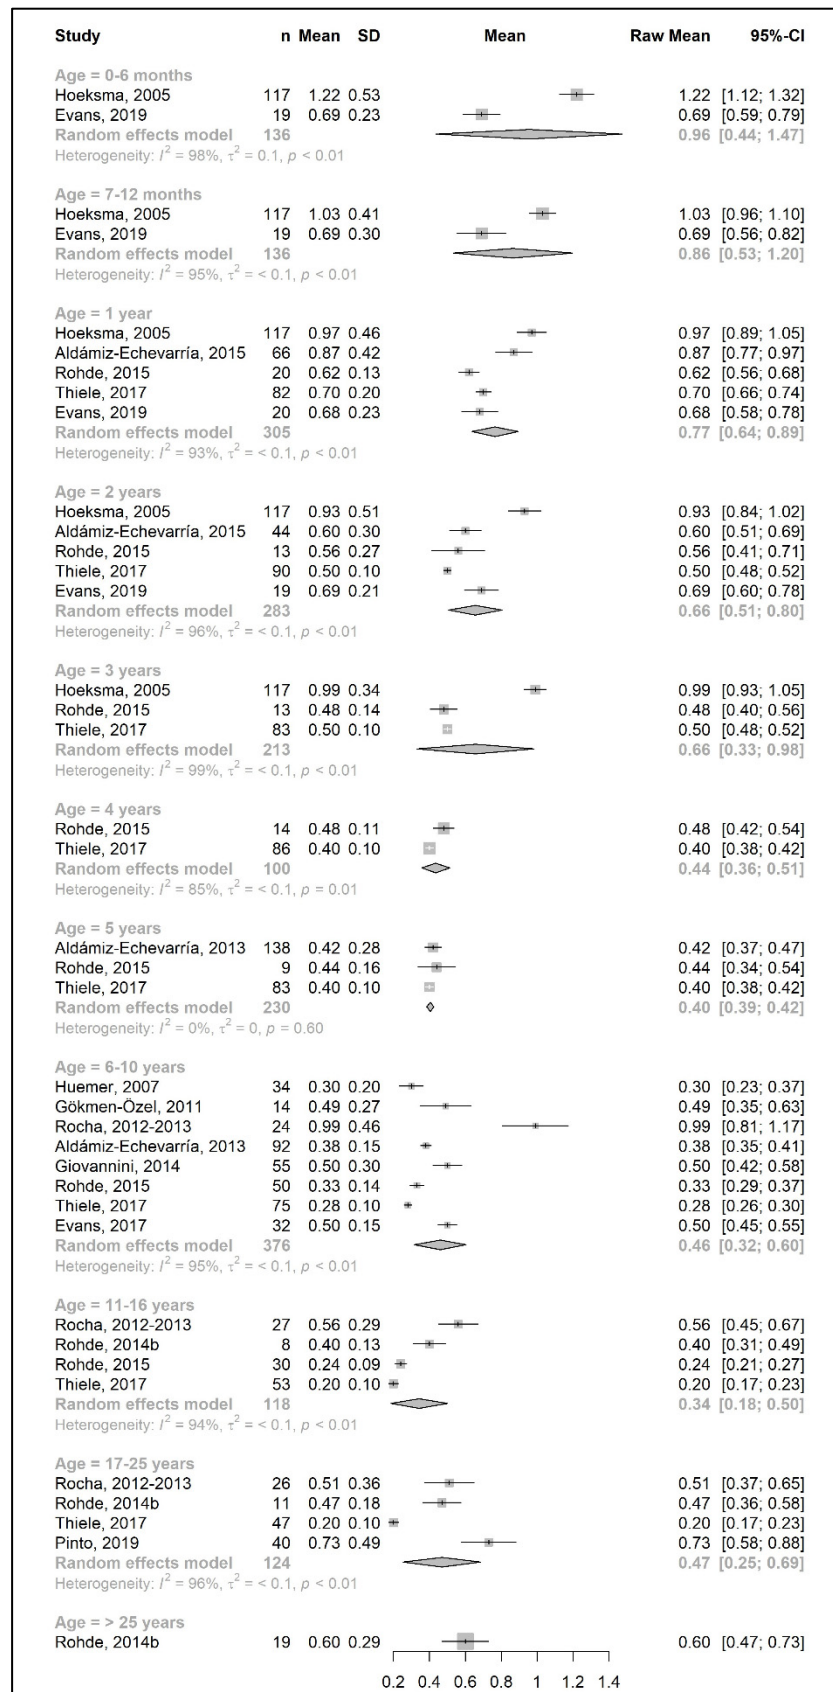 Study n Mean SD Mean Raw Mean 95%-CI
Age = 0-6 months
Hoeksma, 2005 117 1.22 0.53 1.22 [1.12; 1.32]
Evans, 2019 19 0.69 0.23 0.69 [0.59; 0.79]
Random effects model 136 0.96 [0.44; 1.47]
Heterogeneity: I² = 98%, τ² = 0.1, p < 0.01
Age = 7-12 months
Hoeksma, 2005 117 1.03 0.41 1.03 [0.96; 1.10]
Evans, 2019 19 0.69 0.30 0.69 [0.56; 0.82]
Random effects model 136 0.86 [0.53; 1.20]
Heterogeneity: I² = 95%, τ² = < 0.1, p < 0.01
Age = 1 year
Hoeksma, 2005 117 0.97 0.46 0.97 [0.89; 1.05]
Aldámiz-Echevarría, 2015 66 0.87 0.42 0.87 [0.77; 0.97]
Rohde, 2015 20 0.62 0.13 0.62 [0.56; 0.68]
Thiele, 2017 82 0.70 0.20 0.70 [0.66; 0.74]
Evans, 2019 20 0.68 0.23 0.68 [0.58; 0.78]
Random effects model 305 0.77 [0.64; 0.89]
Heterogeneity: I² = 93%, τ² = < 0.1, p < 0.01
Age = 2 years
Hoeksma, 2005 117 0.93 0.51 0.93 [0.84; 1.02]
Aldámiz-Echevarría, 2015 44 0.60 0.30 0.60 [0.51; 0.69]
Rohde, 2015 13 0.56 0.27 0.56 [0.41; 0.71]
Thiele, 2017 90 0.50 0.10 0.50 [0.48; 0.52]
Evans, 2019 19 0.69 0.21 0.69 [0.60; 0.78]
Random effects model 283 0.66 [0.51; 0.80]
Heterogeneity: I² = 96%, τ² = < 0.1, p < 0.01
Age = 3 years
Hoeksma, 2005 117 0.99 0.34 0.99 [0.93; 1.05]
Rohde, 2015 13 0.48 0.14 0.48 [0.40; 0.56]
Thiele, 2017 83 0.50 0.10 0.50 [0.48; 0.52]
Random effects model 213 0.66 [0.33; 0.98]
Heterogeneity: I² = 99%, τ² = < 0.1, p < 0.01
Age = 4 years
Rohde, 2015 14 0.48 0.11 0.48 [0.42; 0.54]
Thiele, 2017 86 0.40 0.10 0.40 [0.38; 0.42]
Random effects model 100 0.44 [0.36; 0.51]
Heterogeneity: I² = 85%, τ² = < 0.1, p = 0.01
Age = 5 years
Aldámiz-Echevarría, 2013 138 0.42 0.28 0.42 [0.37; 0.47]
Rohde, 2015 9 0.44 0.16 0.44 [0.34; 0.54]
Thiele, 2017 83 0.40 0.10 0.40 [0.38; 0.42]
Random effects model 230 0.40 [0.39; 0.42]
Heterogeneity: I² = 0%, τ² = 0, p = 0.60
Age = 6-10 years
Huemer, 2007 34 0.30 0.20 0.30 [0.23; 0.37]
Gökmen-Özel, 2011 14 0.49 0.27 0.49 [0.35; 0.63]
Rocha, 2012-2013 24 0.99 0.46 0.99 [0.81; 1.17]
Aldámiz-Echevarría, 2013 92 0.38 0.15 0.38 [0.35; 0.41]
Giovannini, 2014 55 0.50 0.30 0.50 [0.42; 0.58]
Rohde, 2015 50 0.33 0.14 0.33 [0.29; 0.37]
Thiele, 2017 75 0.28 0.10 0.28 [0.26; 0.30]
Evans, 2017 32 0.50 0.15 0.50 [0.45; 0.55]
Random effects model 376 0.46 [0.32; 0.60]
Heterogeneity: I² = 95%, τ² = < 0.1, p < 0.01
Age = 11-16 years
Rocha, 2012-2013 27 0.56 0.29 0.56 [0.45; 0.67]
Rohde, 2014b 8 0.40 0.13 0.40 [0.31; 0.49]
Rohde, 2015 30 0.24 0.09 0.24 [0.21; 0.27]
Thiele, 2017 53 0.20 0.10 0.20 [0.17; 0.23]
Random effects model 118 0.34 [0.18; 0.50]
Heterogeneity: I² = 94%, τ² = < 0.1, p < 0.01
Age = 17-25 years
Rocha, 2012-2013 26 0.51 0.36 0.51 [0.37; 0.65]
Rohde, 2014b 11 0.47 0.18 0.47 [0.36; 0.58]
Thiele, 2017 47 0.20 0.10 0.20 [0.17; 0.23]
Pinto, 2019 40 0.73 0.49 0.73 [0.58; 0.88]
Random effects model 124 0.47 [0.25; 0.69]
Heterogeneity: I² = 96%, τ² = < 0.1, p < 0.01
Age = > 25 years
Rohde, 2014b 19 0.60 0.29 0.60 [0.47; 0.73]
0.2 0.4 0.6 0.8 1 1.2 1.4